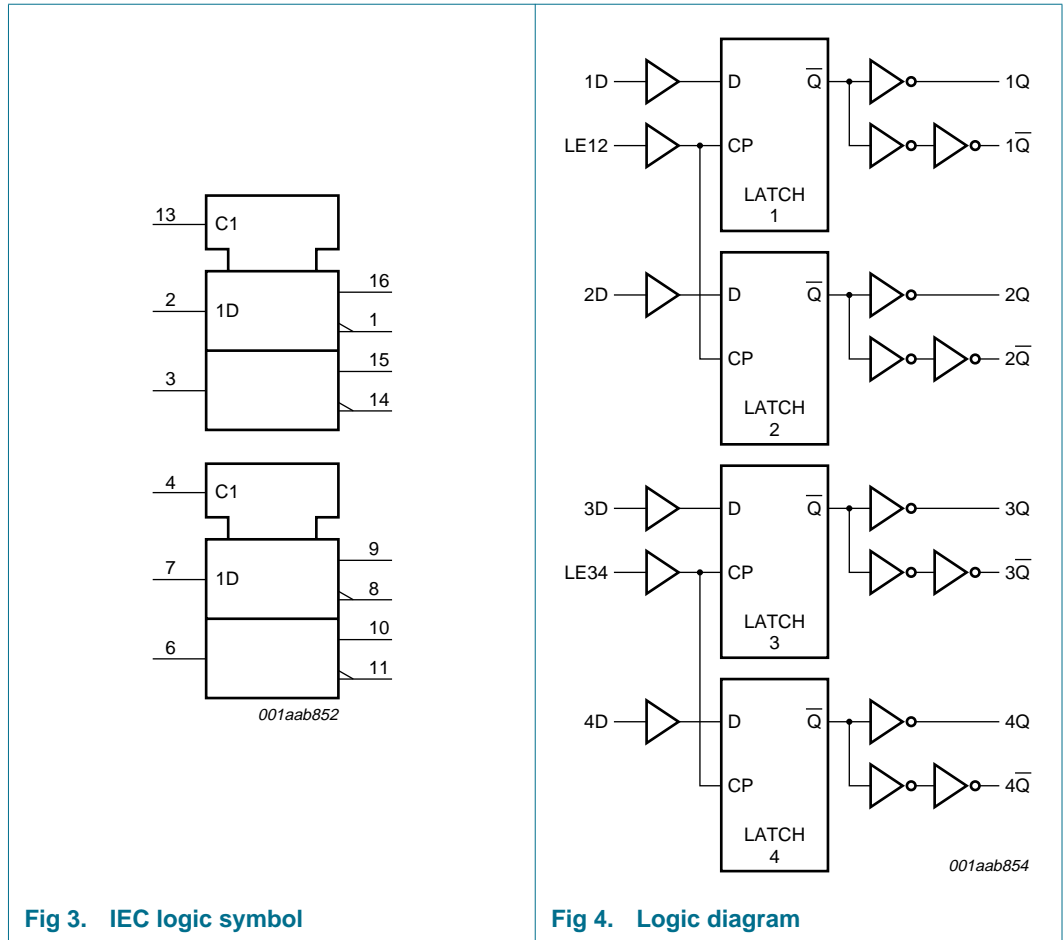 13
C1
16
2
1D
1
15
3
14
4
C1
9
7
1D
8
10
6
11
001aab852
Fig 3. IEC logic symbol
1D
D
Q̅
1Q
LE12
CP
1Q̅
LATCH
1
2D
D
Q̅
2Q
CP
2Q̅
LATCH
2
3D
D
Q̅
3Q
LE34
CP
3Q̅
LATCH
3
4D
D
Q̅
4Q
CP
4Q̅
LATCH
4
001aab854
Fig 4. Logic diagram